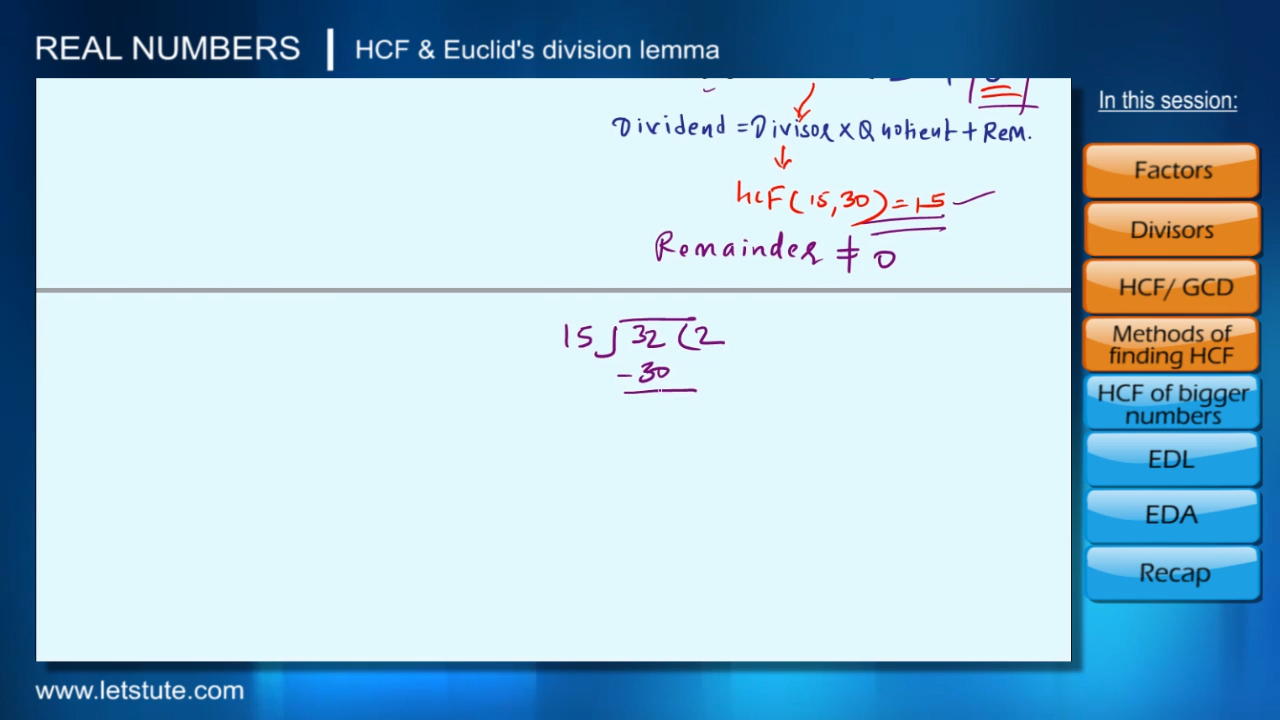 REAL NUMBERS | HCF & Euclid's division lemma
In this session:
Dividend = Divisor × Quotient + Rem.
HCF(15,30) = 15
Remainder ≠ 0
15 32 2
- 30
Factors
Divisors
HCF/ GCD
Methods of
finding HCF
HCF of bigger
numbers
EDL
EDA
Recap
www.letstute.com